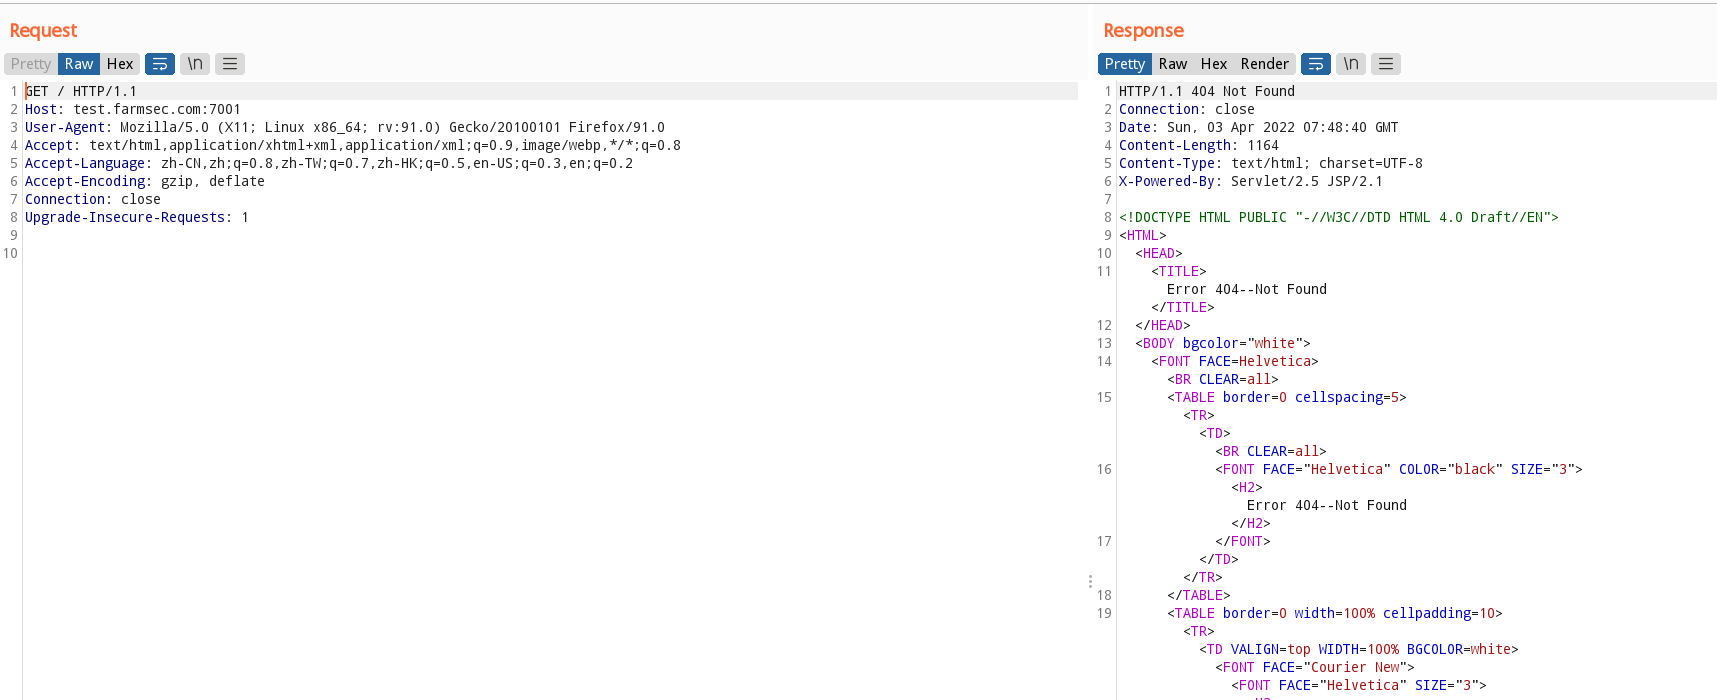 Request
Pretty Raw Hex \n
1 GET / HTTP/1.1
2 Host: test.farmsec.com:7001
3 User-Agent: Mozilla/5.0 (X11; Linux x86_64; rv:91.0) Gecko/20100101 Firefox/91.0
4 Accept: text/html,application/xhtml+xml,application/xml;q=0.9,image/webp,*/*;q=0.8
5 Accept-Language: zh-CN,zh;q=0.8,zh-TW;q=0.7,zh-HK;q=0.5,en-US;q=0.3,en;q=0.2
6 Accept-Encoding: gzip, deflate
7 Connection: close
8 Upgrade-Insecure-Requests: 1
9
10
Response
Pretty Raw Hex Render \n
1 HTTP/1.1 404 Not Found
2 Connection: close
3 Date: Sun, 03 Apr 2022 07:48:40 GMT
4 Content-Length: 1164
5 Content-Type: text/html; charset=UTF-8
6 X-Powered-By: Servlet/2.5 JSP/2.1
7
8 <!DOCTYPE HTML PUBLIC "-//W3C//DTD HTML 4.0 Draft//EN">
9 <HTML>
10 <HEAD>
11 <TITLE>
Error 404--Not Found
</TITLE>
12 </HEAD>
13 <BODY bgcolor="white">
14 <FONT FACE=Helvetica>
<BR CLEAR=all>
15 <TABLE border=0 cellspacing=5>
<TR>
<TD>
<BR CLEAR=all>
16 <FONT FACE="Helvetica" COLOR="black" SIZE="3">
<H2>
Error 404--Not Found
</H2>
17 </FONT>
</TD>
</TR>
18 </TABLE>
19 <TABLE border=0 width=100% cellpadding=10>
<TR>
<TD VALIGN=top WIDTH=100% BGCOLOR=white>
<FONT FACE="Courier New">
<FONT FACE="Helvetica" SIZE="3">